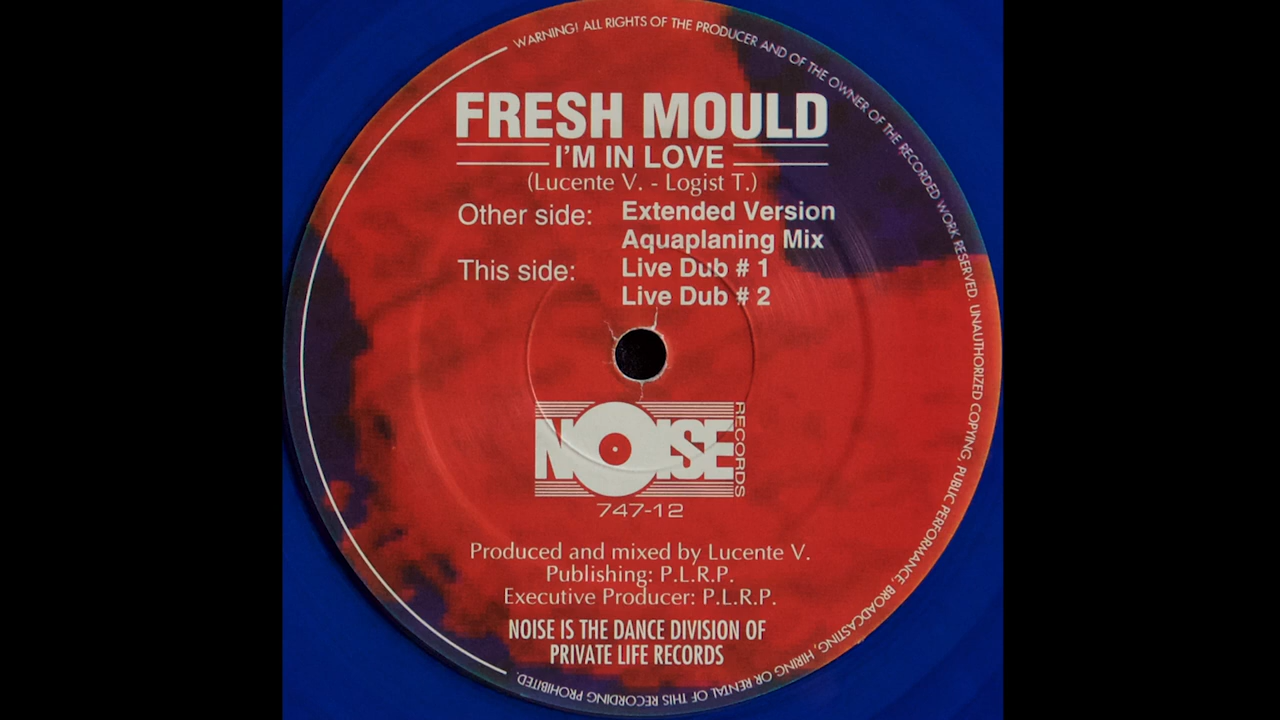 WARNING! ALL RIGHTS OF THE PRODUCER AND OF THE OWNER OF THE RECORDED WORK RESERVED. UNAUTHORIZED COPYING, PUBLIC PERFORMANCE, BROADCASTING, HIRING OR RENTAL OF THIS RECORDING PROHIBITED.
FRESH MOULD
I'M IN LOVE
(Lucente V. - Logist T.)
Other side: Extended Version
Aquaplaning Mix
This side: Live Dub # 1
Live Dub # 2
NOISE RECORDS
747-12
Produced and mixed by Lucente V.
Publishing: P.L.R.P.
Executive Producer: P.L.R.P.
NOISE IS THE DANCE DIVISION OF
PRIVATE LIFE RECORDS